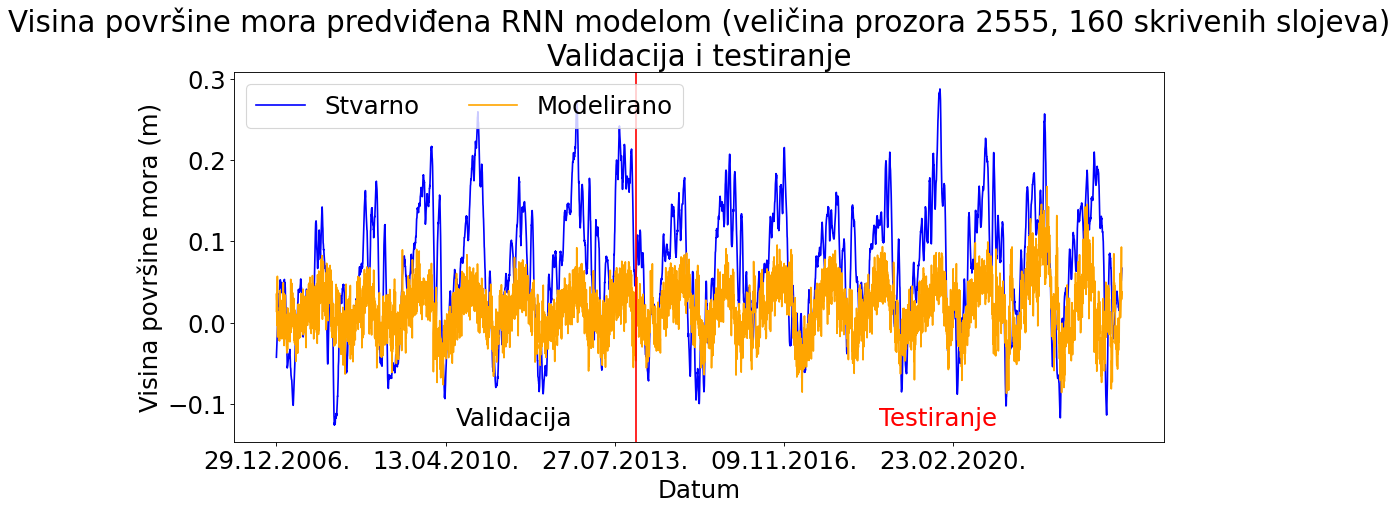 Visina površine mora predviđena RNN modelom (veličina prozora 2555, 160 skrivenih slojeva)
Validacija i testiranje
Stvarno Modelirano
Visina površine mora (m)
0.3
0.2
0.1
0.0
−0.1
Validacija Testiranje
29.12.2006. 13.04.2010. 27.07.2013. 09.11.2016. 23.02.2020.
Datum